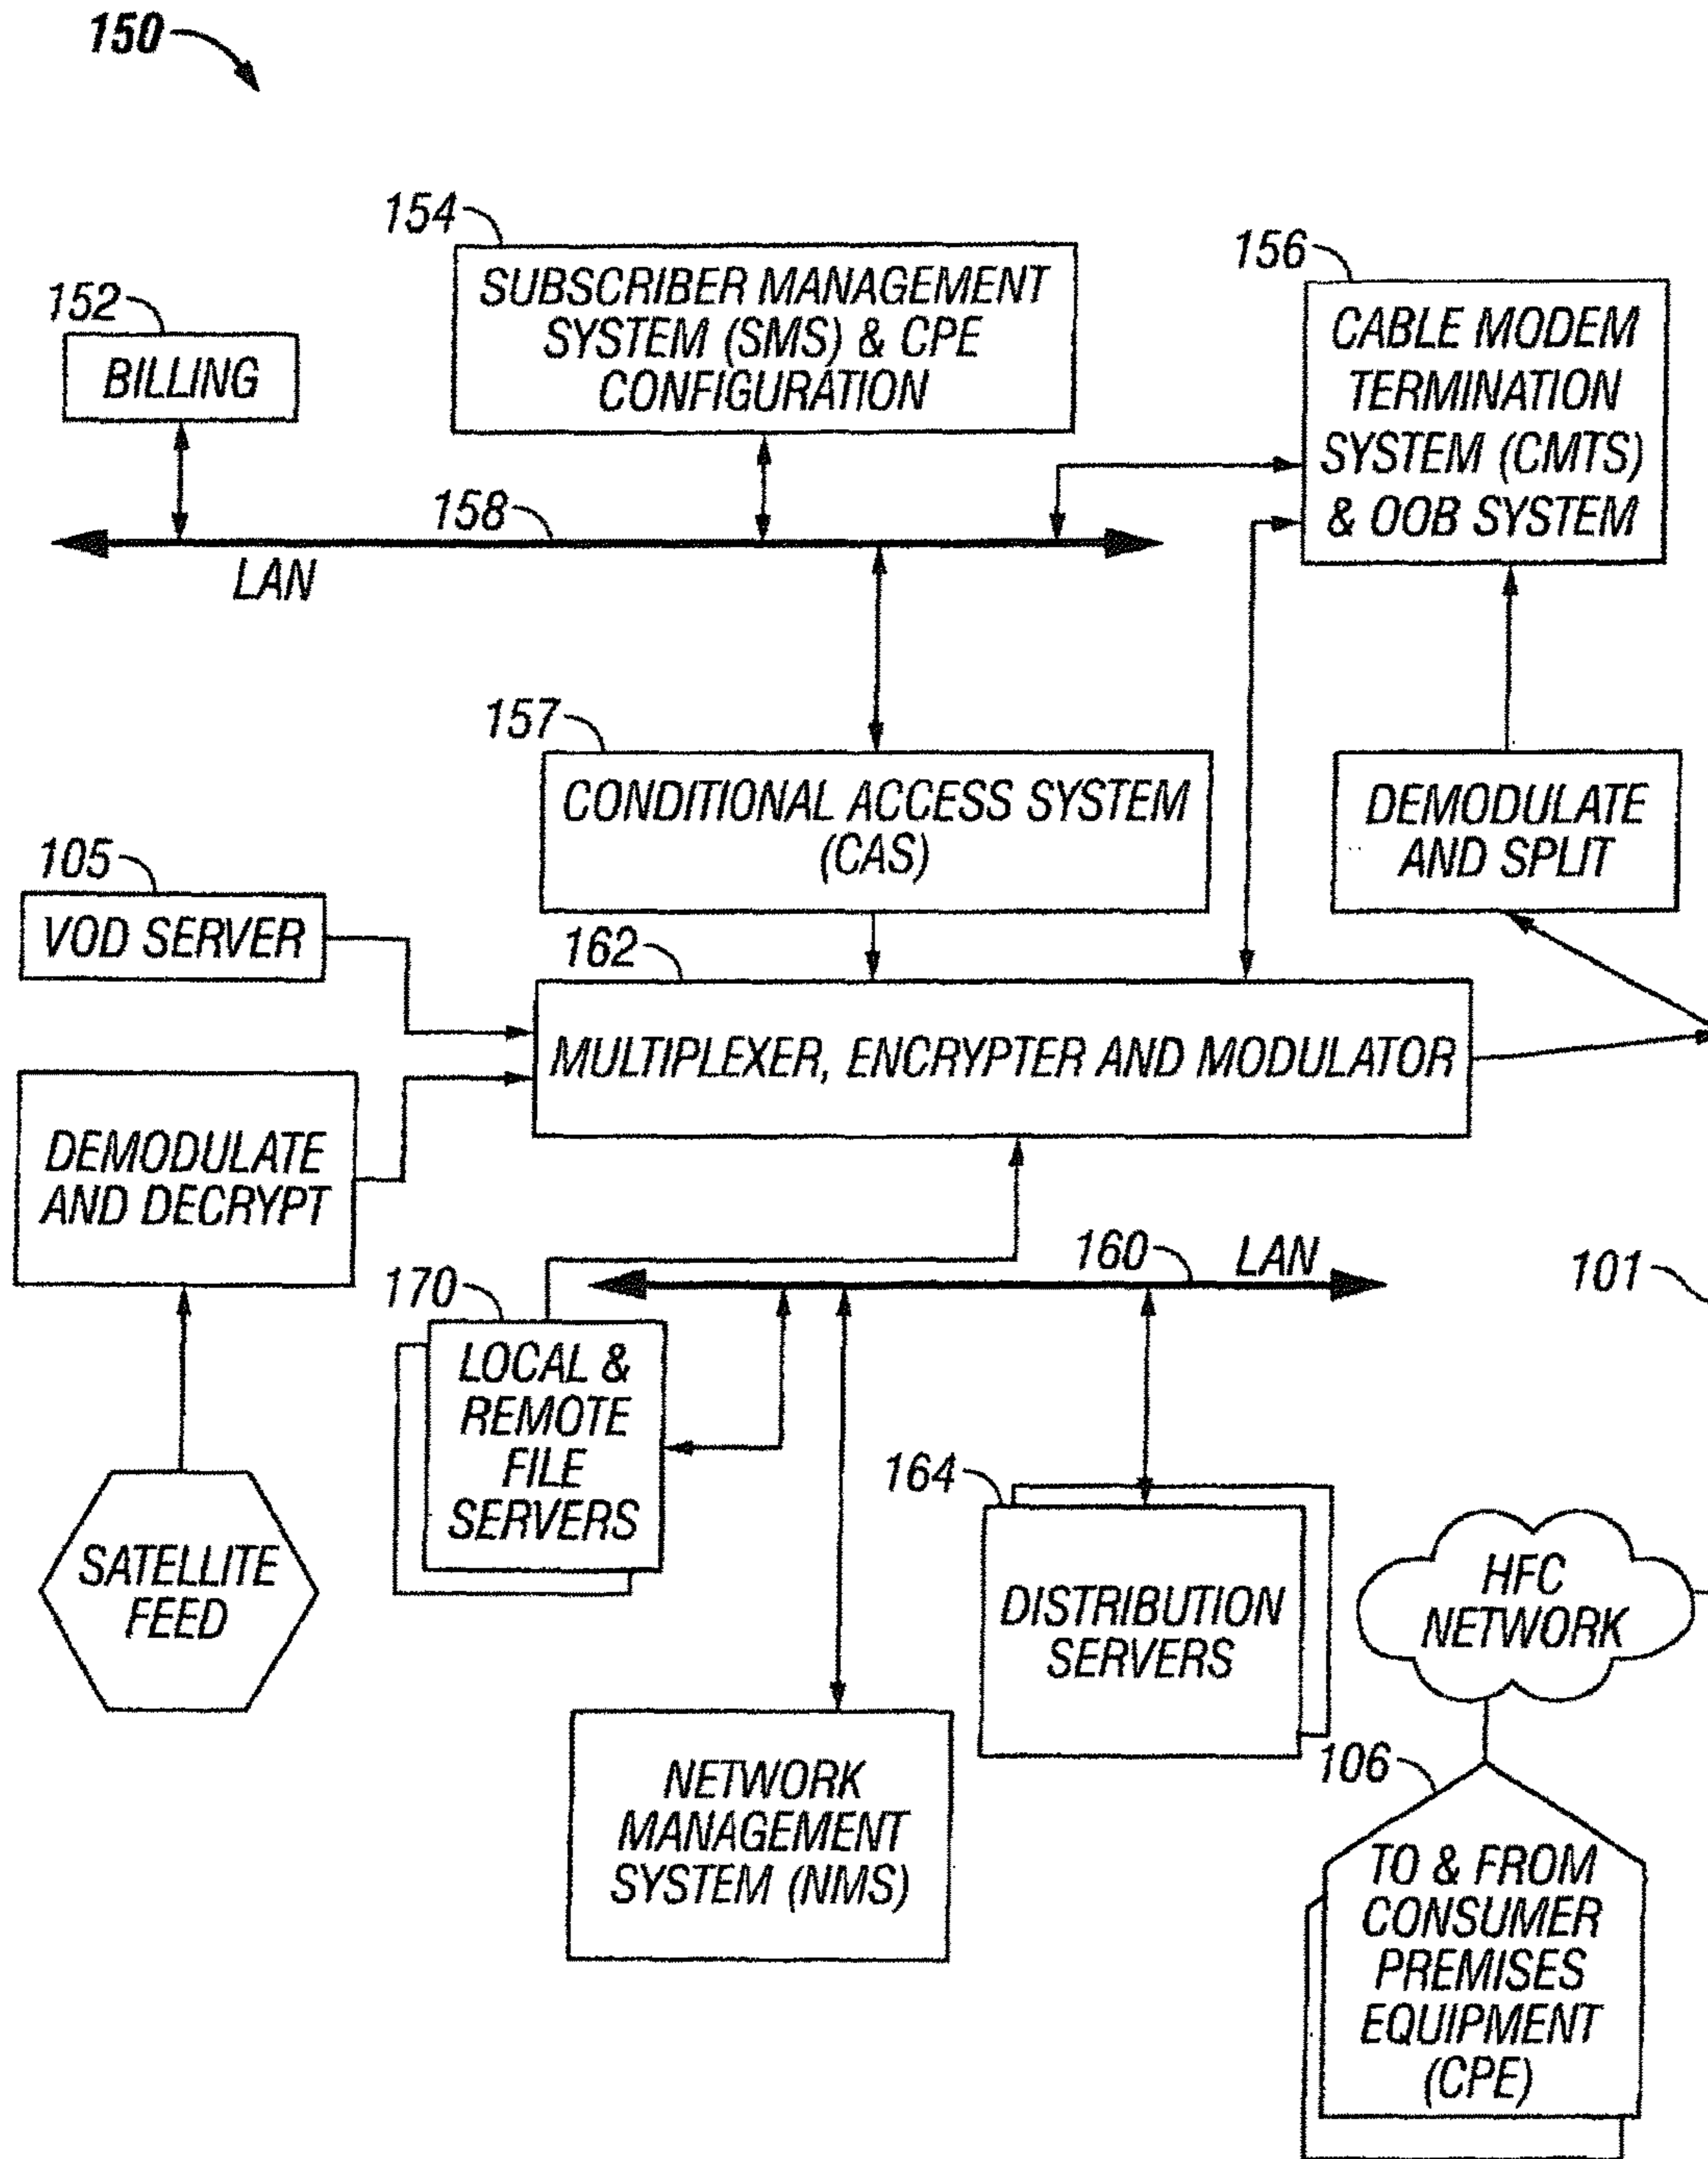 150
154
SUBSCRIBER MANAGEMENT
SYSTEM (SMS) & CPE
CONFIGURATION
156
CABLE MODEM
TERMINATION
SYSTEM (CMTS)
& OOB SYSTEM
152
BILLING
158
LAN
157
CONDITIONAL ACCESS SYSTEM
(CAS)
DEMODULATE
AND SPLIT
105
VOD SERVER
162
MULTIPLEXER, ENCRYPTER AND MODULATOR
DEMODULATE
AND DECRYPT
160
LAN
101
170
LOCAL &
REMOTE
FILE
SERVERS
164
DISTRIBUTION
SERVERS
SATELLITE
FEED
HFC
NETWORK
NETWORK
MANAGEMENT
SYSTEM (NMS)
106
TO & FROM
CONSUMER
PREMISES
EQUIPMENT
(CPE)